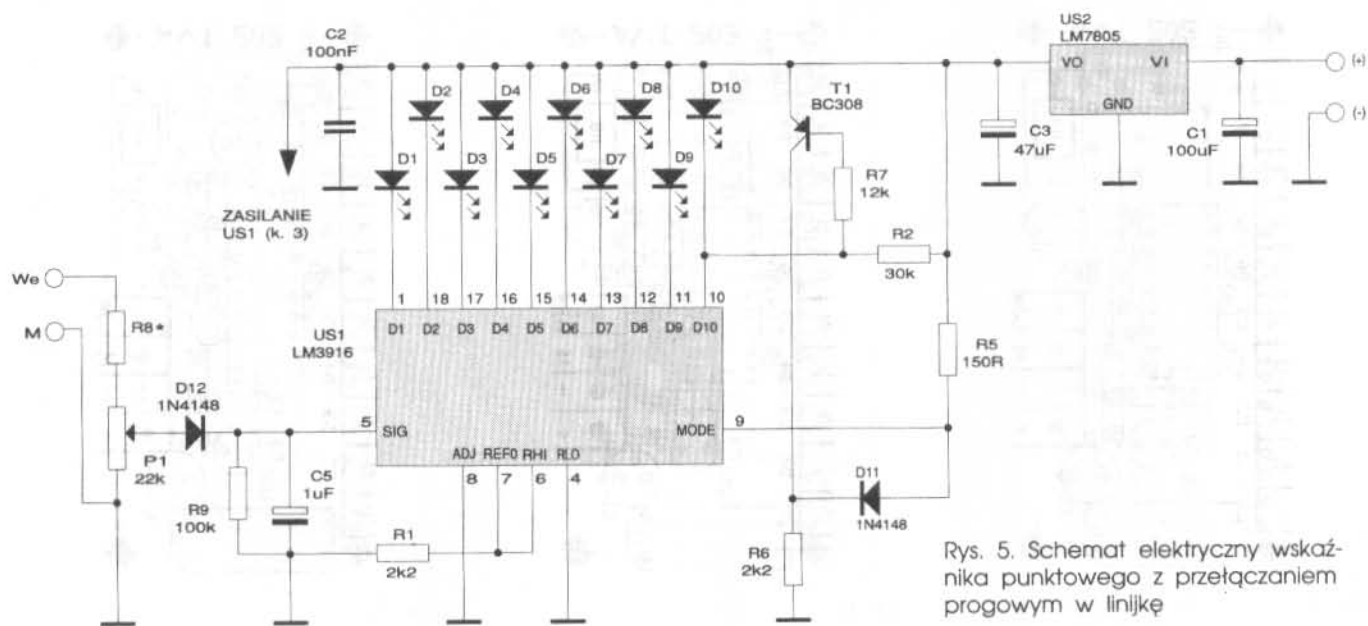 US2
LM7805
C2
100nF
VO
VI
(+)
D2
D4
D6
D8
D10
T1
BC308
GND
(-)
C3
47uF
C1
100uF
D1
D3
D5
D7
D9
R7
12k
ZASILANIE
US1 (k. 3)
R2
30k
We
1
18
17
16
15
14
13
12
11
10
R8*
M
US1
LM3916
D1
D2
D3
D4
D5
D6
D7
D8
D9
D10
R5
150R
D12
1N4148
5
SIG
MODE
9
P1
22k
ADJ
REF0
RHI
RLO
C5
1uF
8
7
6
4
D11
1N4148
R9
100k
R1
2k2
R6
2k2
Rys. 5. Schemat elektryczny wskaź-
nika punktowego z przełączaniem
progowym w linijkę